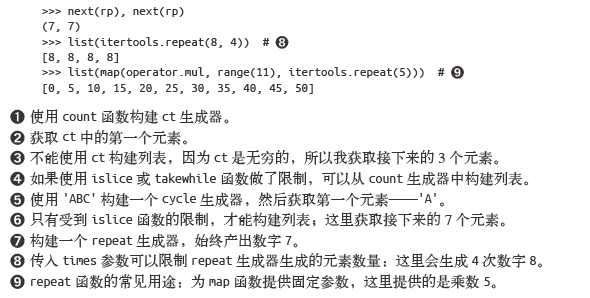 >>> next(rp), next(rp)
(7, 7)
>>> list(itertools.repeat(8, 4))  # ❽
[8, 8, 8, 8]
>>> list(map(operator.mul, range(11), itertools.repeat(5)))  # ❾
[0, 5, 10, 15, 20, 25, 30, 35, 40, 45, 50]
❶ 使用 count 函数构建 ct 生成器。
❷ 获取 ct 中的第一个元素。
❸ 不能使用 ct 构建列表，因为 ct 是无穷的，所以我获取接下来的 3 个元素。
❹ 如果使用 islice 或 takewhile 函数做了限制，可以从 count 生成器中构建列表。
❺ 使用 'ABC' 构建一个 cycle 生成器，然后获取第一个元素——'A'。
❻ 只有受到 islice 函数的限制，才能构建列表；这里获取接下来的 7 个元素。
❼ 构建一个 repeat 生成器，始终产出数字 7。
❽ 传入 times 参数可以限制 repeat 生成器生成的元素数量：这里会生成 4 次数字 8。
❾ repeat 函数的常见用途：为 map 函数提供固定参数，这里提供的是乘数 5。